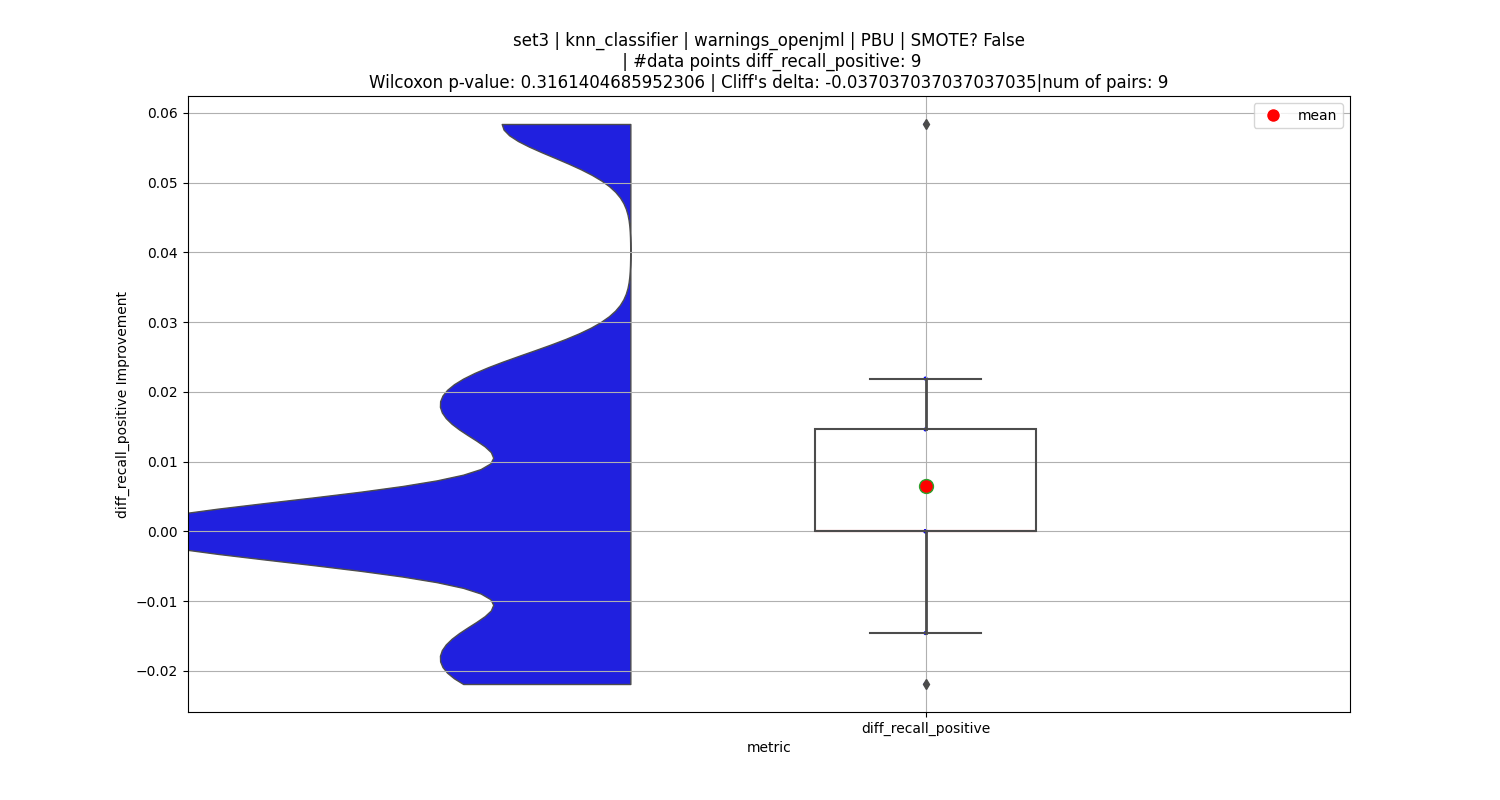 set3 | knn_classifier | warnings_openjml | PBU | SMOTE? False
| #data points diff_recall_positive: 9
Wilcoxon p-value: 0.3161404685952306 | Cliff's delta: -0.037037037037037035|num of pairs: 9
mean
0.06
0.05
0.04
0.03
0.02
0.01
0.00
−0.01
−0.02
diff_recall_positive Improvement
diff_recall_positive
metric